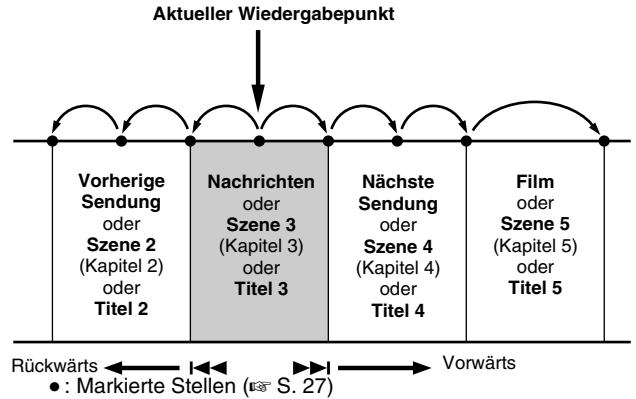 Aktueller Wiedergabepunkt
Vorherige
Sendung
oder
Szene 2
(Kapitel 2)
oder
Titel 2
Nachrichten
oder
Szene 3
(Kapitel 3)
oder
Titel 3
Nächste
Sendung
oder
Szene 4
(Kapitel 4)
oder
Titel 4
Film
oder
Szene 5
(Kapitel 5)
oder
Titel 5
Rückwärts
Vorwärts
● : Markierte Stellen (☞ S. 27)